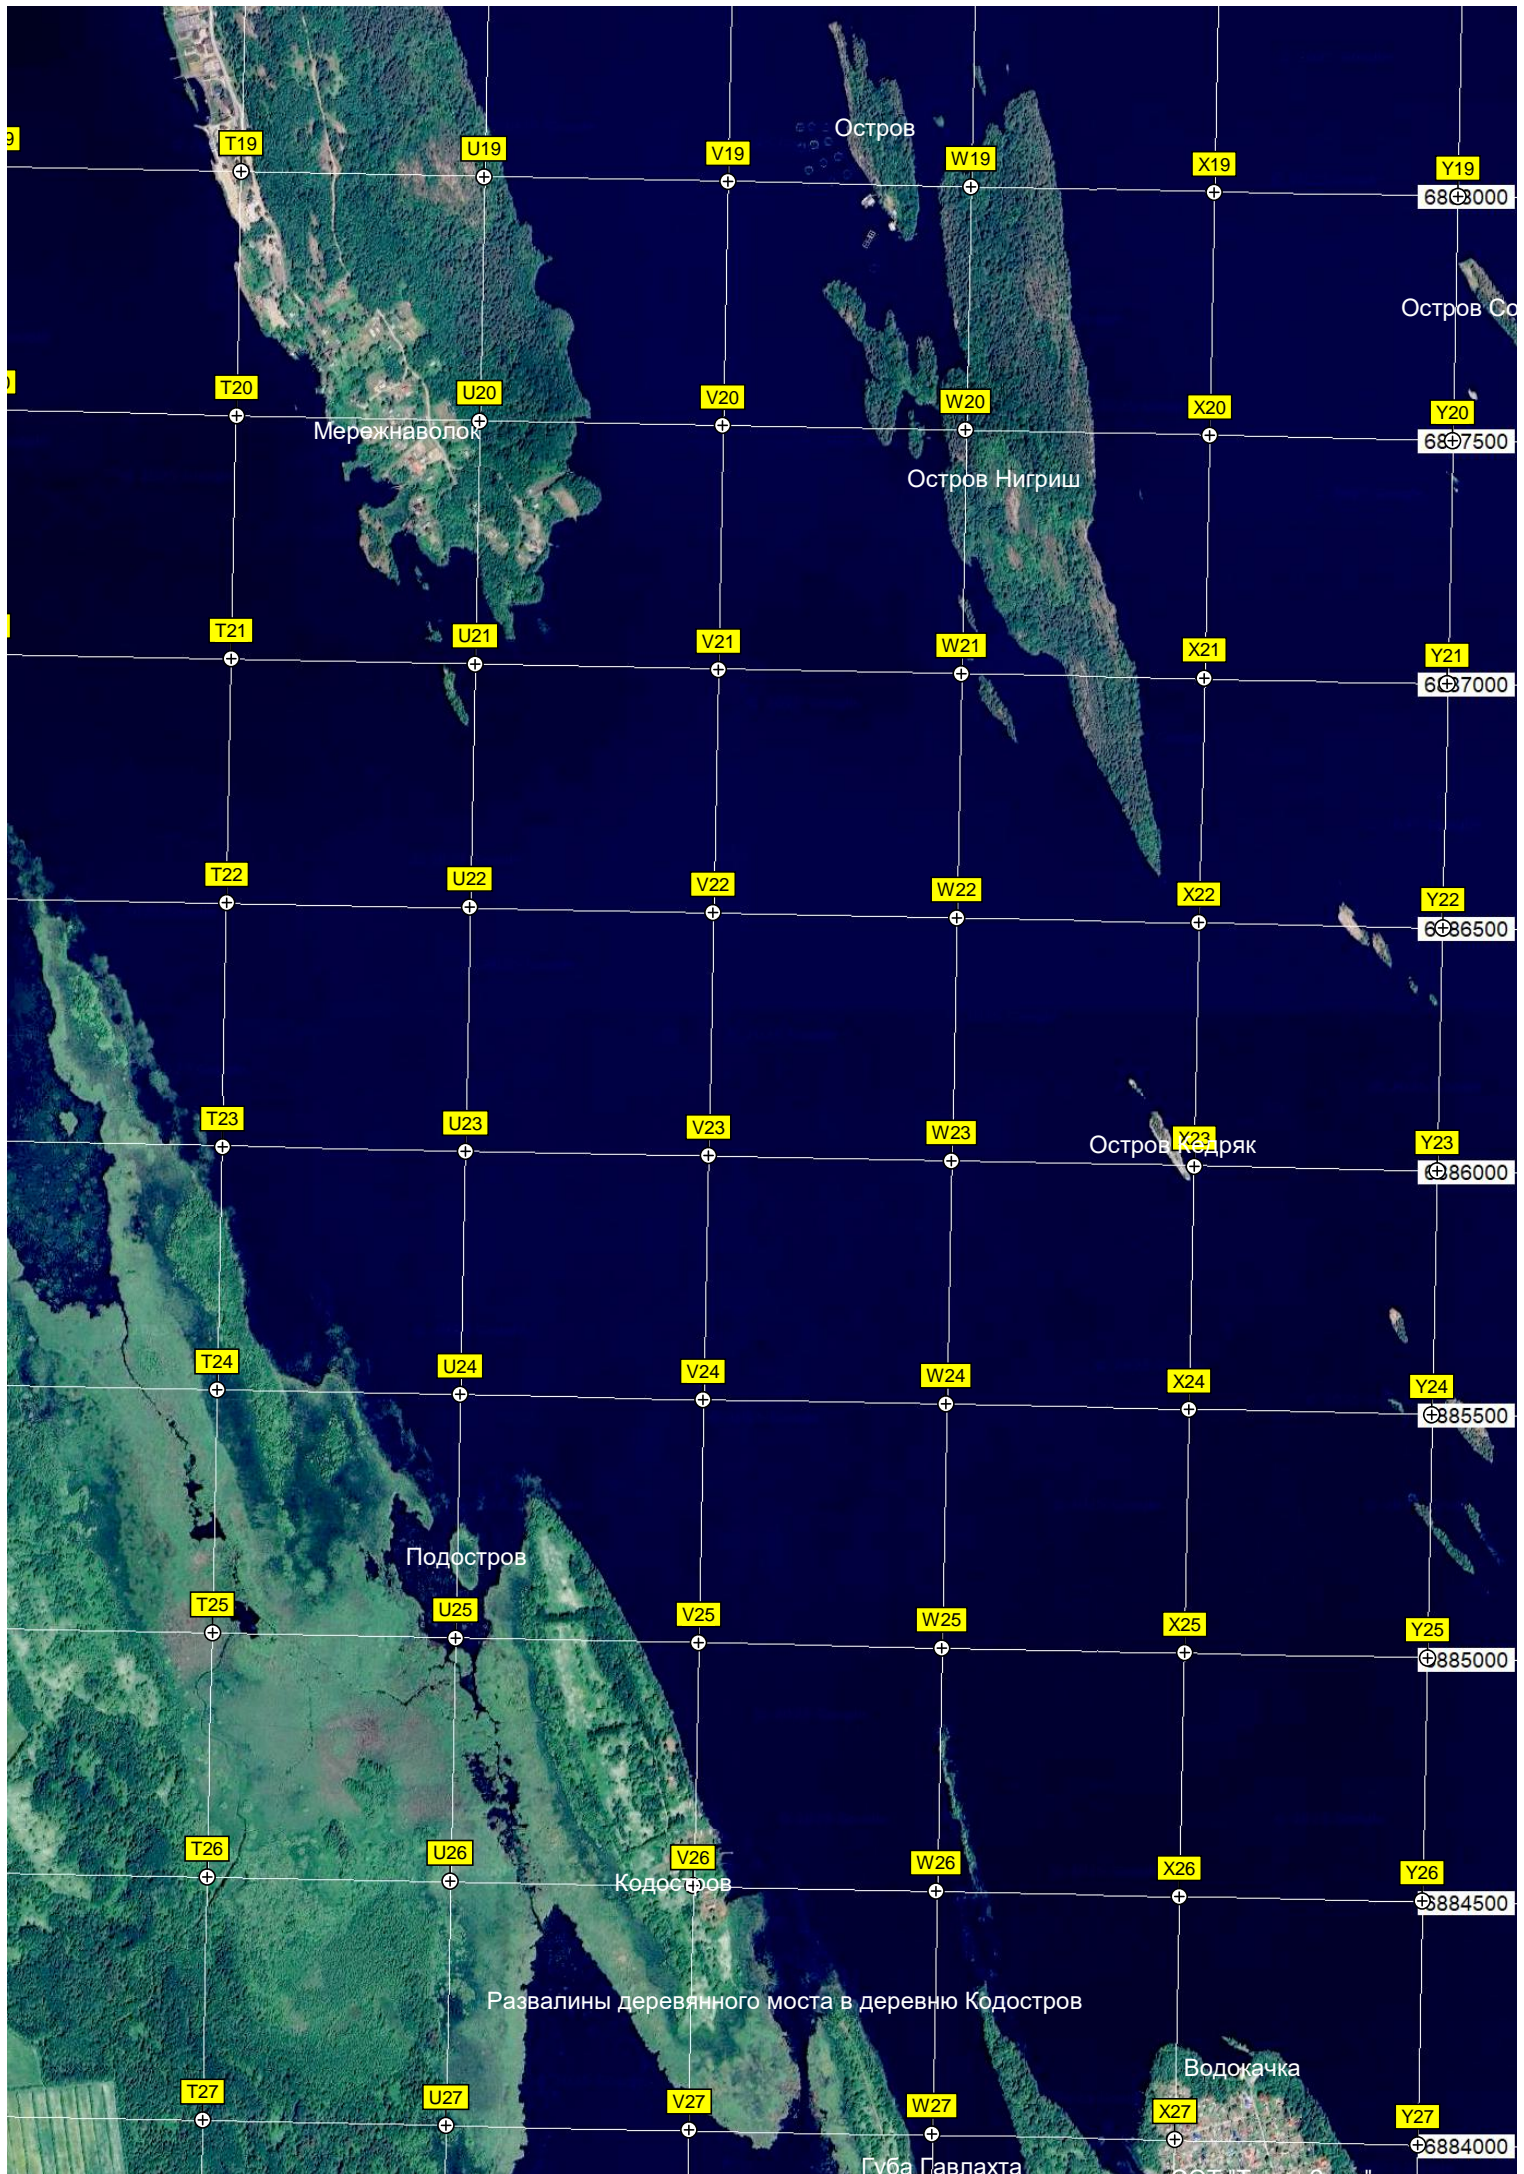 Остров
T19 U19 V19 W19 X19 Y19
Остров Со
T20 U20 V20 W20 X20 Y20
6887500
Мережнаволок
Остров Нигриш
T21 U21 V21 W21 X21 Y21
6887000
T22 U22 V22 W22 X22 Y22
6886500
T23 U23 V23 W23 X23 Y23
Остров Кедряк
6886000
T24 U24 V24 W24 X24 Y24
6885500
Подостров
T25 U25 V25 W25 X25 Y25
6885000
T26 U26 V26 W26 X26 Y26
Кодостров
6884500
Развалины деревянного моста в деревню Кодостров
Водокачка
T27 U27 V27 W27 X27 Y27
6884000
Губа Гавлахта